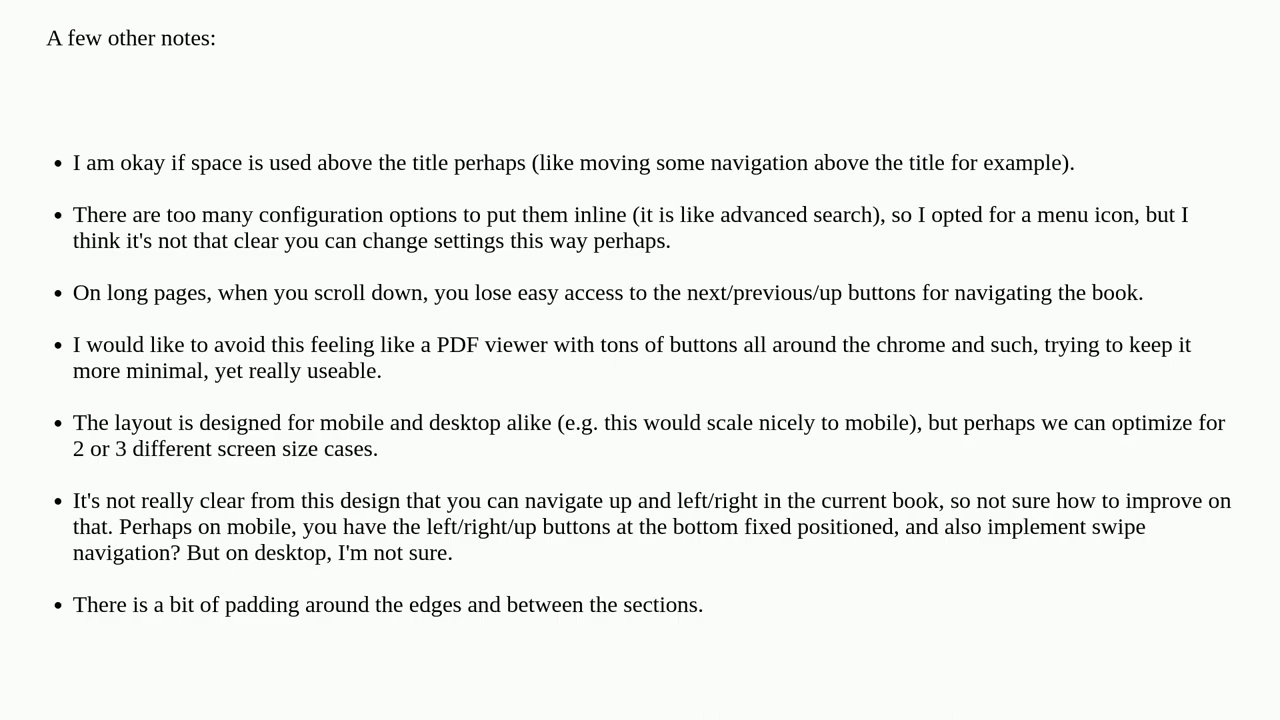 A few other notes:
• I am okay if space is used above the title perhaps (like moving some navigation above the title for example).
• There are too many configuration options to put them inline (it is like advanced search), so I opted for a menu icon, but I
think it's not that clear you can change settings this way perhaps.
• On long pages, when you scroll down, you lose easy access to the next/previous/up buttons for navigating the book.
• I would like to avoid this feeling like a PDF viewer with tons of buttons all around the chrome and such, trying to keep it
more minimal, yet really useable.
• The layout is designed for mobile and desktop alike (e.g. this would scale nicely to mobile), but perhaps we can optimize for
2 or 3 different screen size cases.
• It's not really clear from this design that you can navigate up and left/right in the current book, so not sure how to improve on
that. Perhaps on mobile, you have the left/right/up buttons at the bottom fixed positioned, and also implement swipe
navigation? But on desktop, I'm not sure.
• There is a bit of padding around the edges and between the sections.